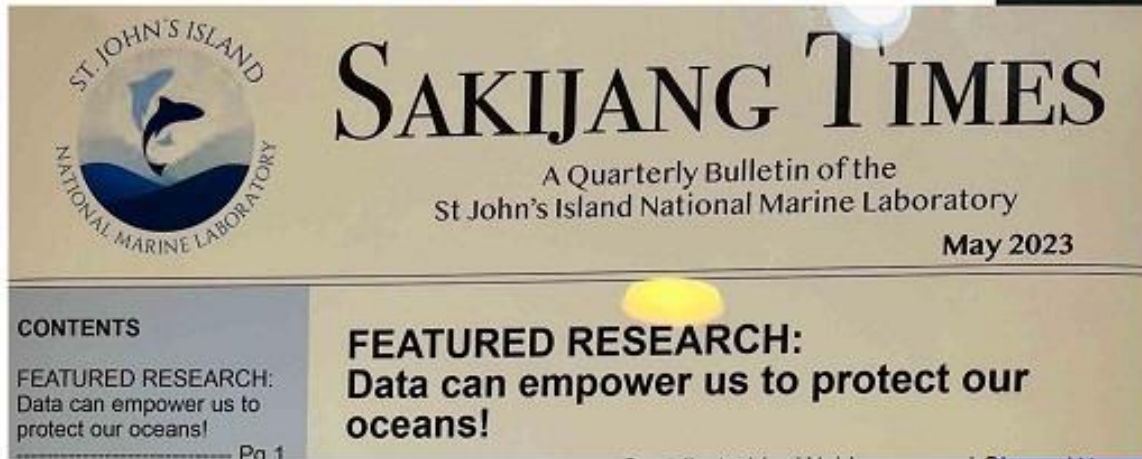 ST. JOHN'S ISLAND
NATIONAL MARINE LABORATORY
SAKIJANG TIMES
A Quarterly Bulletin of the
St John's Island National Marine Laboratory
May 2023
CONTENTS
FEATURED RESEARCH:
Data can empower us to
protect our oceans!
---------------------------- Pg 1
FEATURED RESEARCH:
Data can empower us to protect our
oceans!